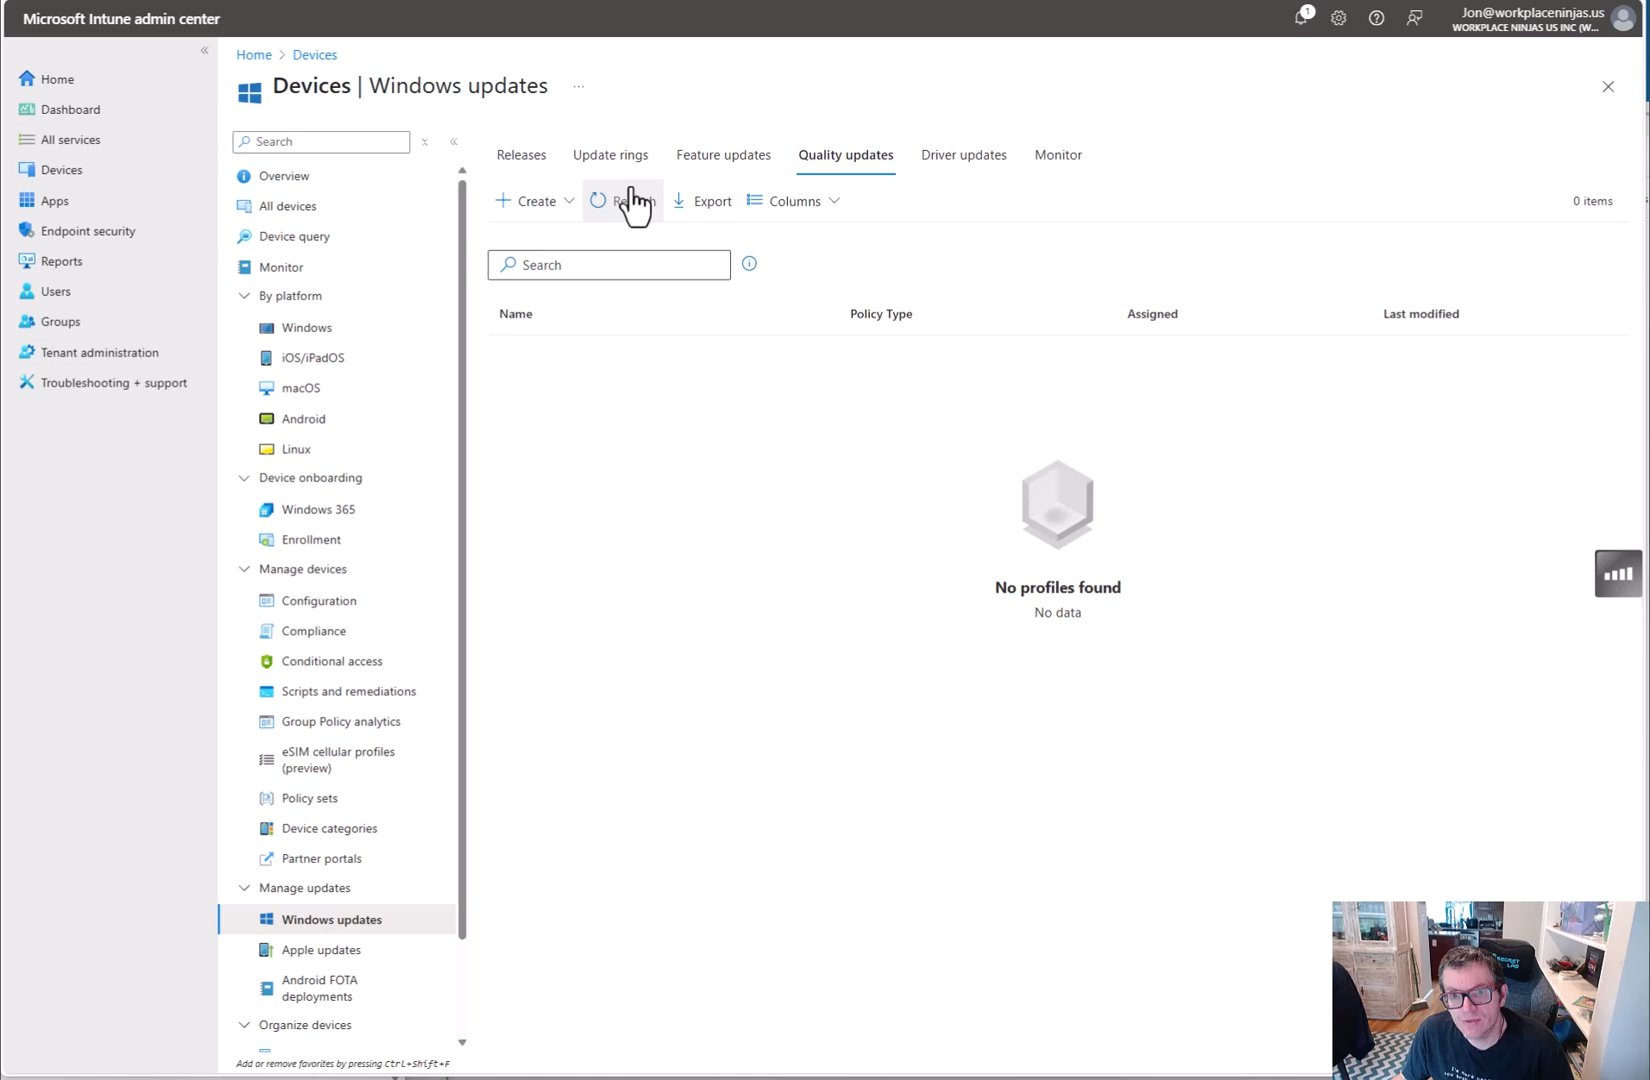 Microsoft Intune admin center
1
Jon@workplaceninjas.us
WORKPLACE NINJAS US INC (W...
Home
Dashboard
All services
Devices
Apps
Endpoint security
Reports
Users
Groups
Tenant administration
Troubleshooting + support
Home > Devices
Devices | Windows updates ...
Search
Overview
All devices
Device query
Monitor
By platform
Windows
iOS/iPadOS
macOS
Android
Linux
Device onboarding
Windows 365
Enrollment
Manage devices
Configuration
Compliance
Conditional access
Scripts and remediations
Group Policy analytics
eSIM cellular profiles
(preview)
Policy sets
Device categories
Partner portals
Manage updates
Windows updates
Apple updates
Android FOTA
deployments
Organize devices
Add or remove favorites by pressing Ctrl+Shift+F
Releases Update rings Feature updates Quality updates Driver updates Monitor
Create Export Columns 0 items
Search
Name Policy Type Assigned Last modified
No profiles found
No data
SECRET
LAB